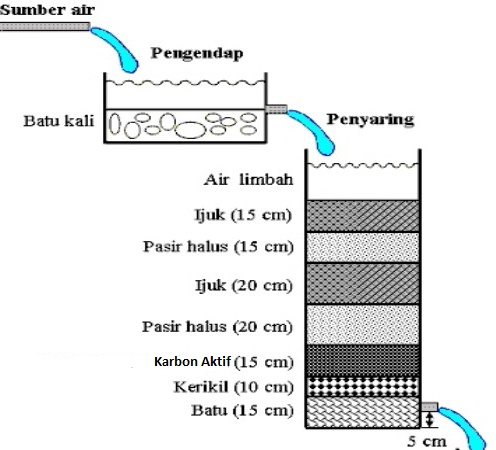 Sumber air
Pengendap
Batu kali
Penyaring
Air limbah
Ijuk (15 cm)
Pasir halus (15 cm)
Ijuk (20 cm)
Pasir halus (20 cm)
Karbon Aktif (15 cm)
Kerikil (10 cm)
Batu (15 cm)
5 cm